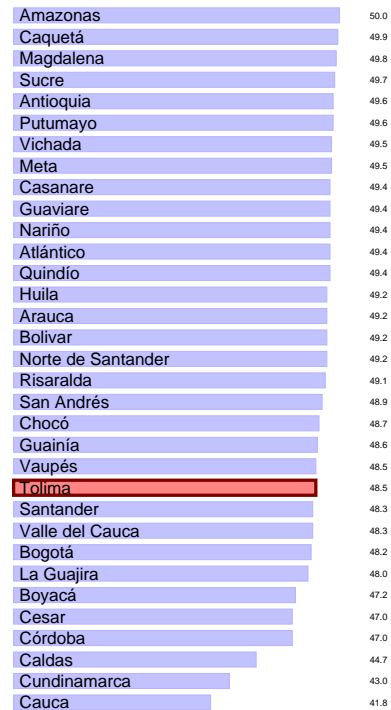 Amazonas 50.0
Caquetá 49.9
Magdalena 49.8
Sucre 49.7
Antioquia 49.6
Putumayo 49.6
Vichada 49.5
Meta 49.5
Casanare 49.4
Guaviare 49.4
Nariño 49.4
Atlántico 49.4
Quindío 49.4
Huila 49.2
Arauca 49.2
Bolivar 49.2
Norte de Santander 49.2
Risaralda 49.1
San Andrés 48.9
Chocó 48.7
Guainía 48.6
Vaupés 48.5
Tolima 48.5
Santander 48.3
Valle del Cauca 48.3
Bogotá 48.2
La Guajira 48.0
Boyacá 47.2
Cesar 47.0
Córdoba 47.0
Caldas 44.7
Cundinamarca 43.0
Cauca 41.8